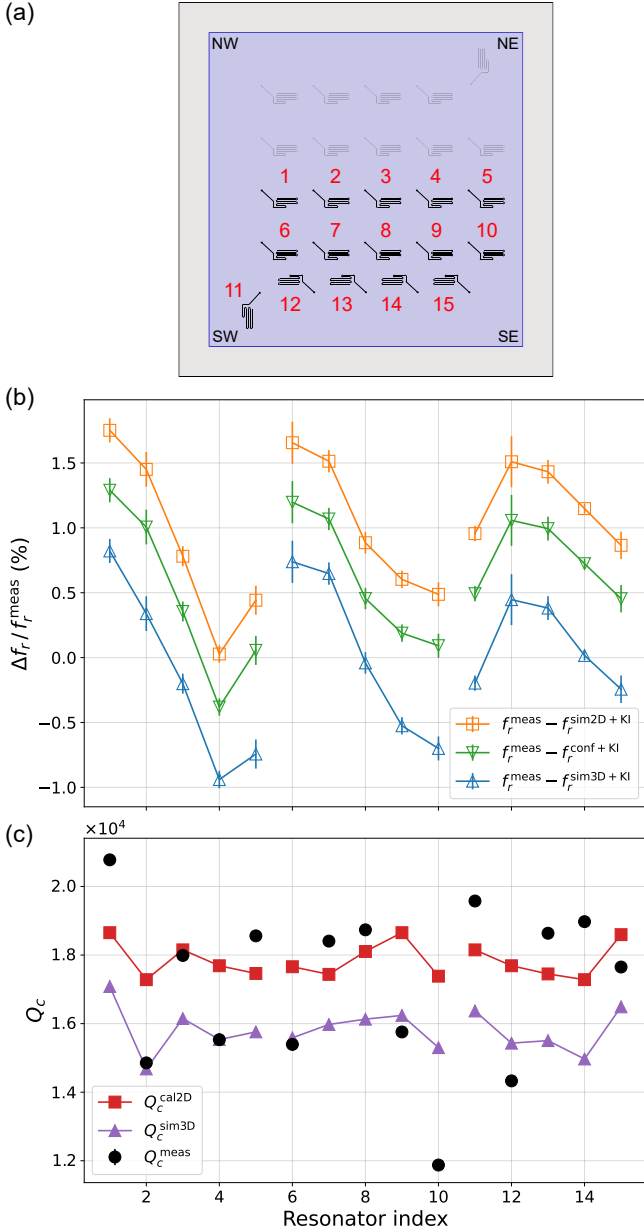 (a)
NW NE
1 2 3 4 5
6 7 8 9 10
11 12 13 14 15
SW SE
(b)
Δf_r / f_r^meas (%)
1.5
1.0
0.5
0.0
−0.5
−1.0
f_r^meas − f_r^sim2D + KI
f_r^meas − f_r^conf + KI
f_r^meas − f_r^sim3D + KI
(c)
×10^4
Q_c
2.0
1.8
1.6
1.4
1.2
Q_c^cal2D
Q_c^sim3D
Q_c^meas
2 4 6 8 10 12 14
Resonator index